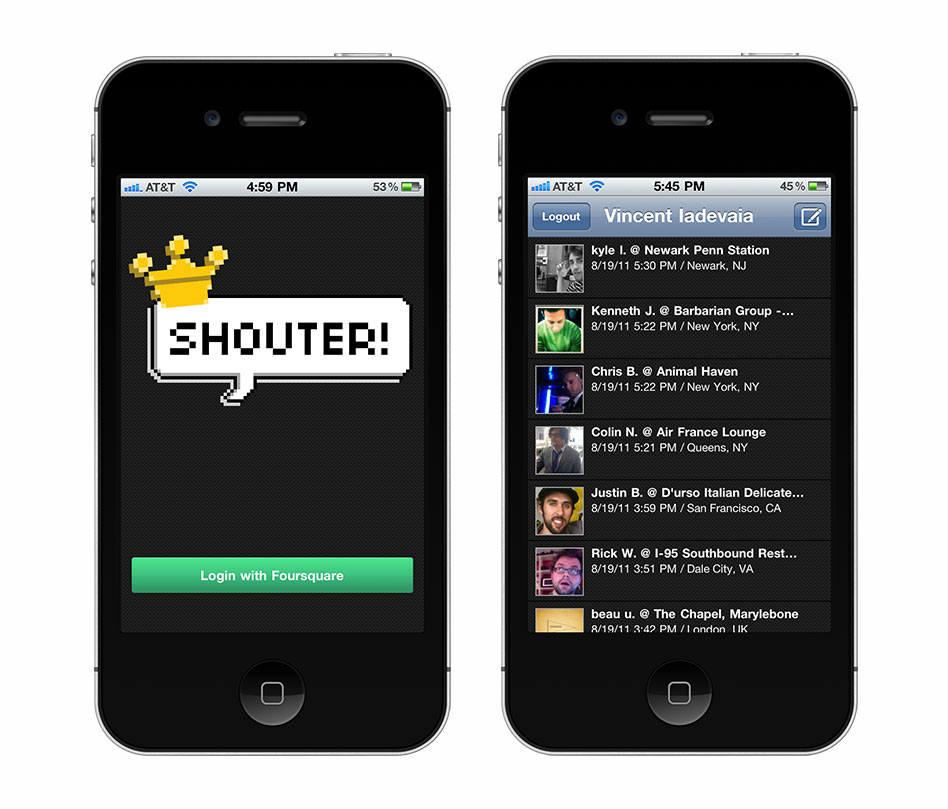 AT&T 4:59 PM 53%
SHOUTER!
Login with Foursquare
AT&T 5:45 PM 45%
Logout Vincent Iadevaia
kyle I. @ Newark Penn Station
8/19/11 5:30 PM / Newark, NJ
Kenneth J. @ Barbarian Group -...
8/19/11 5:22 PM / New York, NY
Chris B. @ Animal Haven
8/19/11 5:22 PM / New York, NY
Colin N. @ Air France Lounge
8/19/11 5:21 PM / Queens, NY
Justin B. @ D'urso Italian Delicate...
8/19/11 3:59 PM / San Francisco, CA
Rick W. @ I-95 Southbound Rest...
8/19/11 3:51 PM / Dale City, VA
beau u. @ The Chapel, Marylebone
8/19/11 3:42 PM / London, UK